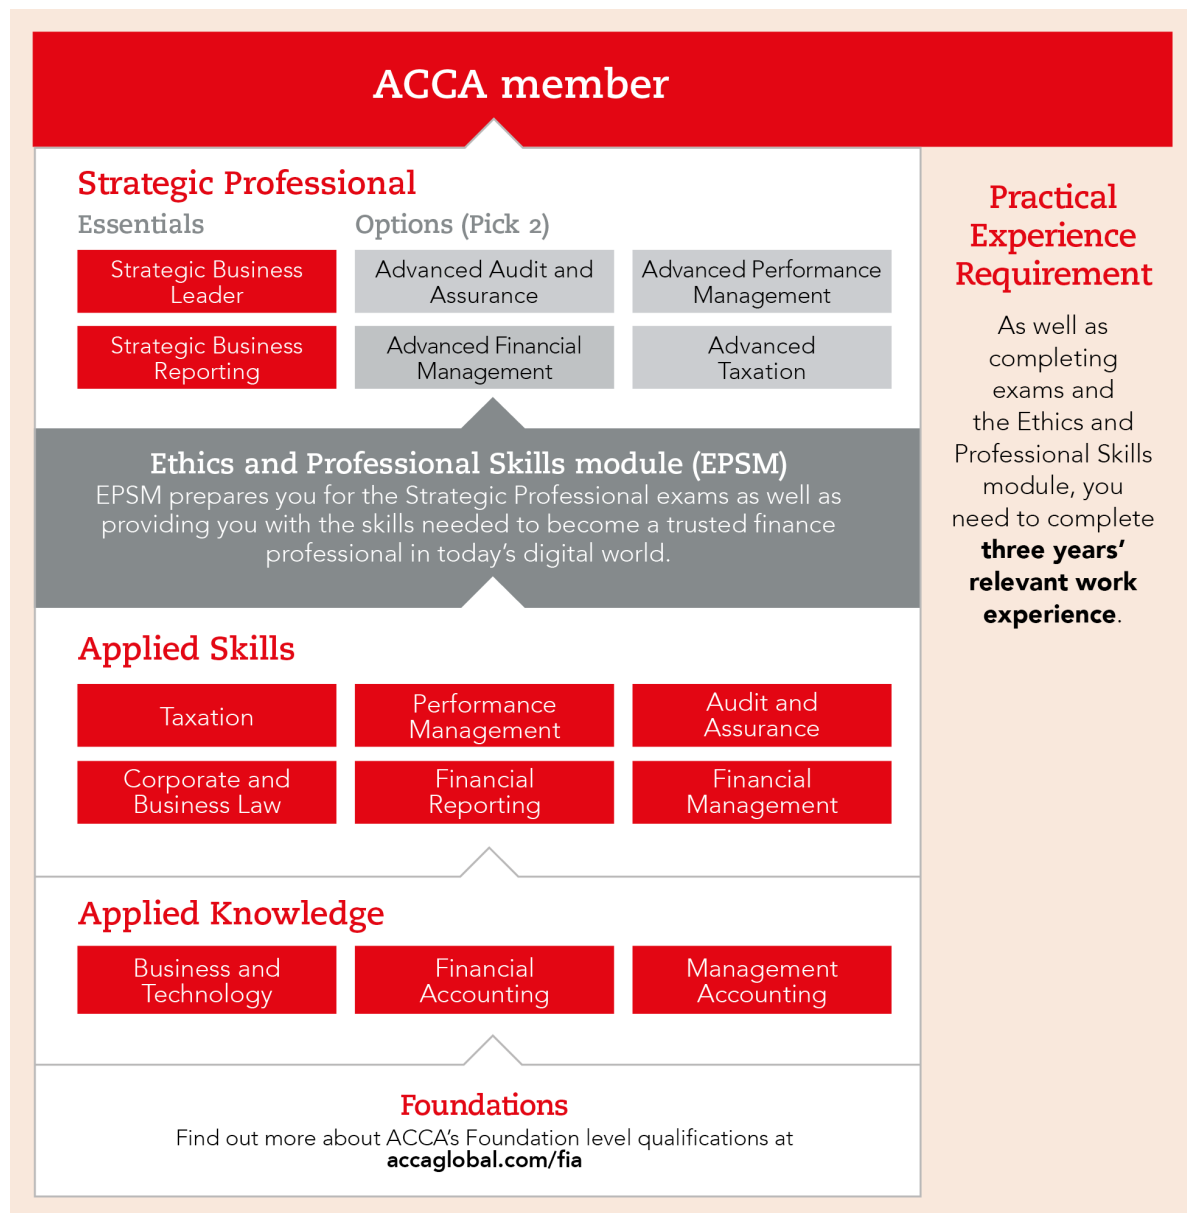 ACCA member
Strategic Professional
Essentials
Options (Pick 2)
Strategic Business
Leader
Advanced Audit and
Assurance
Advanced Performance
Management
Strategic Business
Reporting
Advanced Financial
Management
Advanced
Taxation
Ethics and Professional Skills module (EPSM)
EPSM prepares you for the Strategic Professional exams as well as
providing you with the skills needed to become a trusted finance
professional in today’s digital world.
Applied Skills
Taxation
Performance
Management
Audit and
Assurance
Corporate and
Business Law
Financial
Reporting
Financial
Management
Applied Knowledge
Business and
Technology
Financial
Accounting
Management
Accounting
Foundations
Find out more about ACCA’s Foundation level qualifications at
accaglobal.com/fia
Practical
Experience
Requirement
As well as
completing
exams and
the Ethics and
Professional Skills
module, you
need to complete
three years’
relevant work
experience.